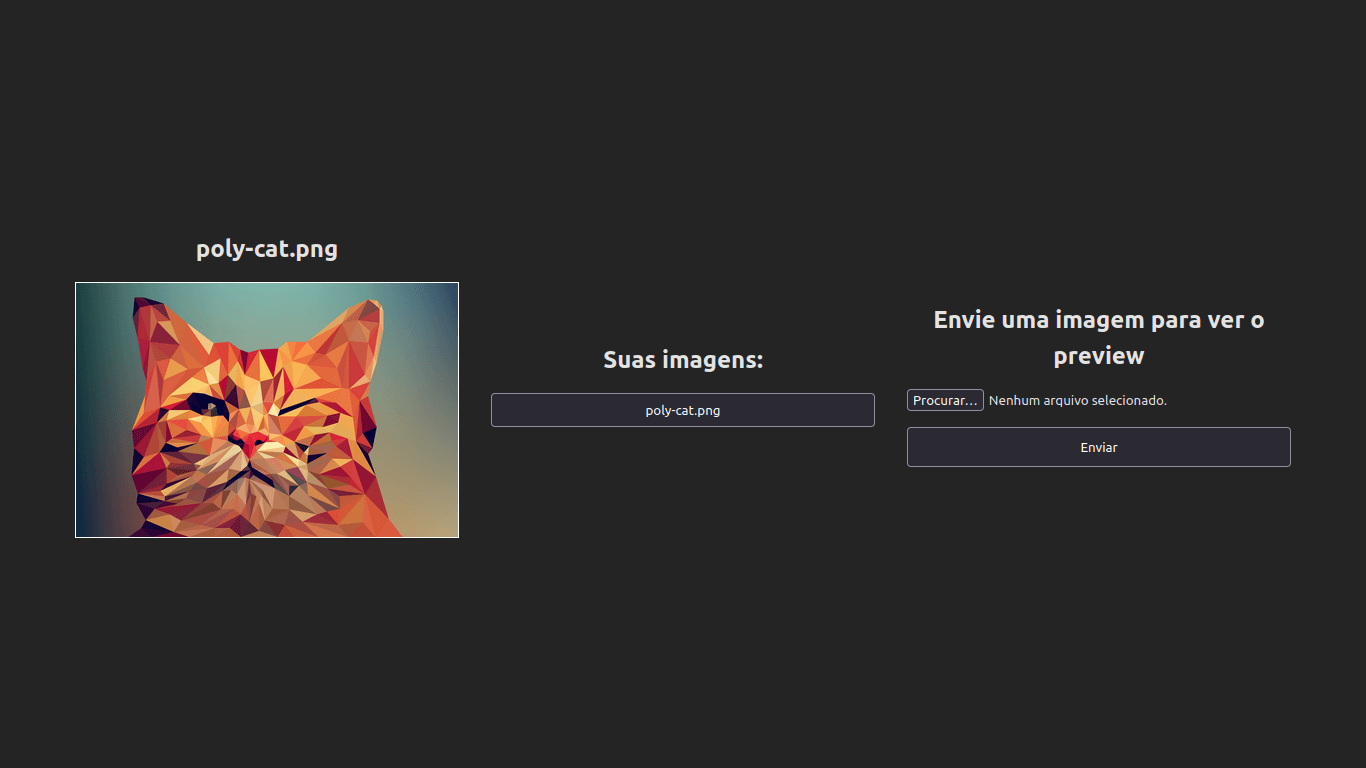 poly-cat.png
Suas imagens:
poly-cat.png
Envie uma imagem para ver o
preview
Procurar... Nenhum arquivo selecionado.
Enviar